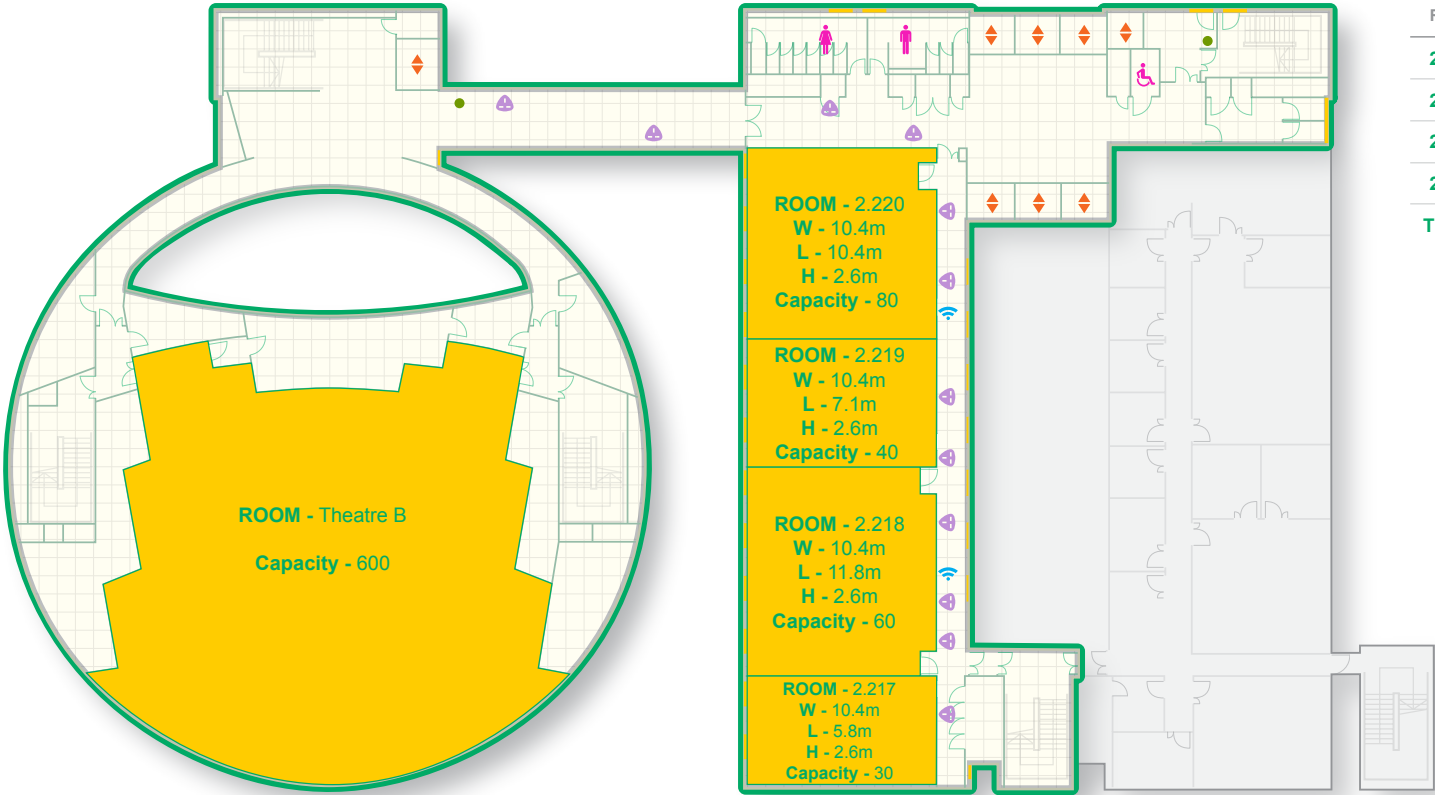 ROOM - Theatre B
Capacity - 600
ROOM - 2.220
W - 10.4m
L - 10.4m
H - 2.6m
Capacity - 80
ROOM - 2.219
W - 10.4m
L - 7.1m
H - 2.6m
Capacity - 40
ROOM - 2.218
W - 10.4m
L - 11.8m
H - 2.6m
Capacity - 60
ROOM - 2.217
W - 10.4m
L - 5.8m
H - 2.6m
Capacity - 30